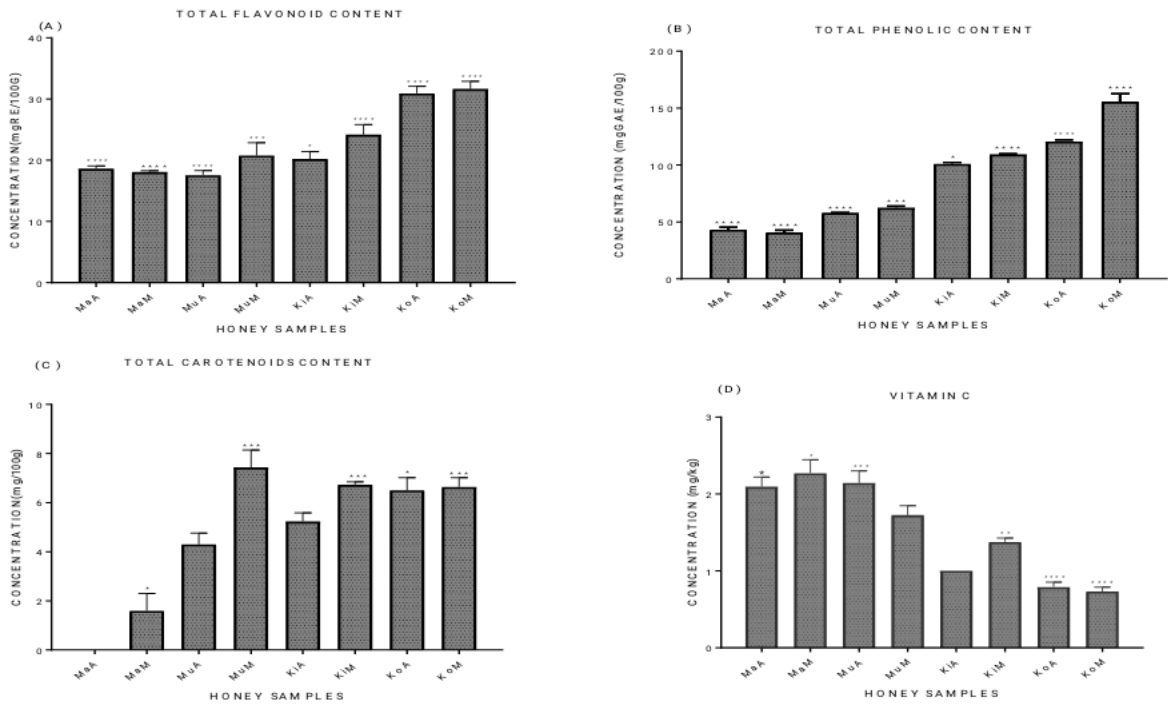 TOTAL FLAVONOID CONTENT
(A)
CONCENTRATION(mgRE/100G)
40
30
20
10
0
**** **** **** *** * **** **** ****
MaA MaM MuA MuM KiA KiM KoA KoM
HONEY SAMPLES
(B)
TOTAL PHENOLIC CONTENT
CONCENTRATION (mgGAE/100g)
200
150
100
50
0
**** **** **** *** * **** **** ****
MaA MaM MuA MuM KiA KiM KoA KoM
HONEY SAMPLES
(C)
TOTAL CAROTENOIDS CONTENT
CONCENTRATION(mg/100g)
10
8
6
4
2
0
* *** *** * ***
MaA MaM MuA MuM KiA KiM KoA KoM
HONEY SAMPLES
(D)
VITAMIN C
CONCENTRATION (mg/kg)
3
2
1
0
* * *** ** **** ****
MaA MaM MuA MuM KiA KiM KoA KoM
HONEY SAMPLES